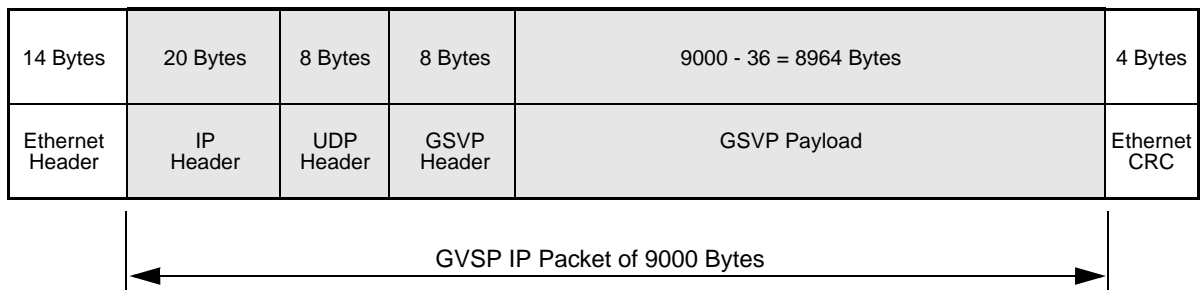 14 Bytes
20 Bytes
8 Bytes
8 Bytes
9000 - 36 = 8964 Bytes
4 Bytes
Ethernet
Header
IP
Header
UDP
Header
GSVP
Header
GSVP Payload
Ethernet
CRC
GVSP IP Packet of 9000 Bytes